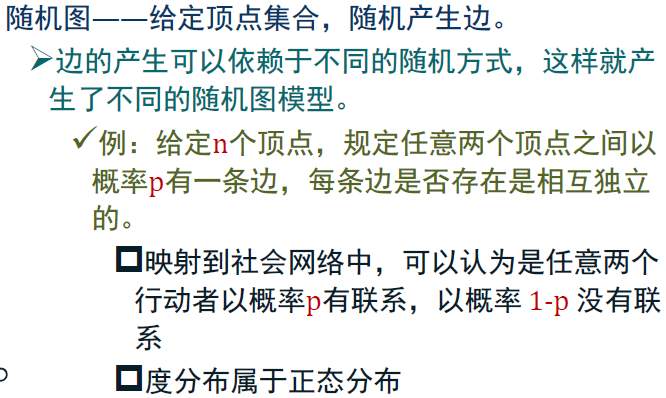 随机图——给定顶点集合，随机产生边。
边的产生可以依赖于不同的随机方式，这样就产
生了不同的随机图模型。
例：给定n个顶点，规定任意两个顶点之间以
概率p有一条边，每条边是否存在是相互独立
的。
映射到社会网络中，可以认为是任意两个
行动者以概率p有联系，以概率 1-p 没有联
系
度分布属于正态分布